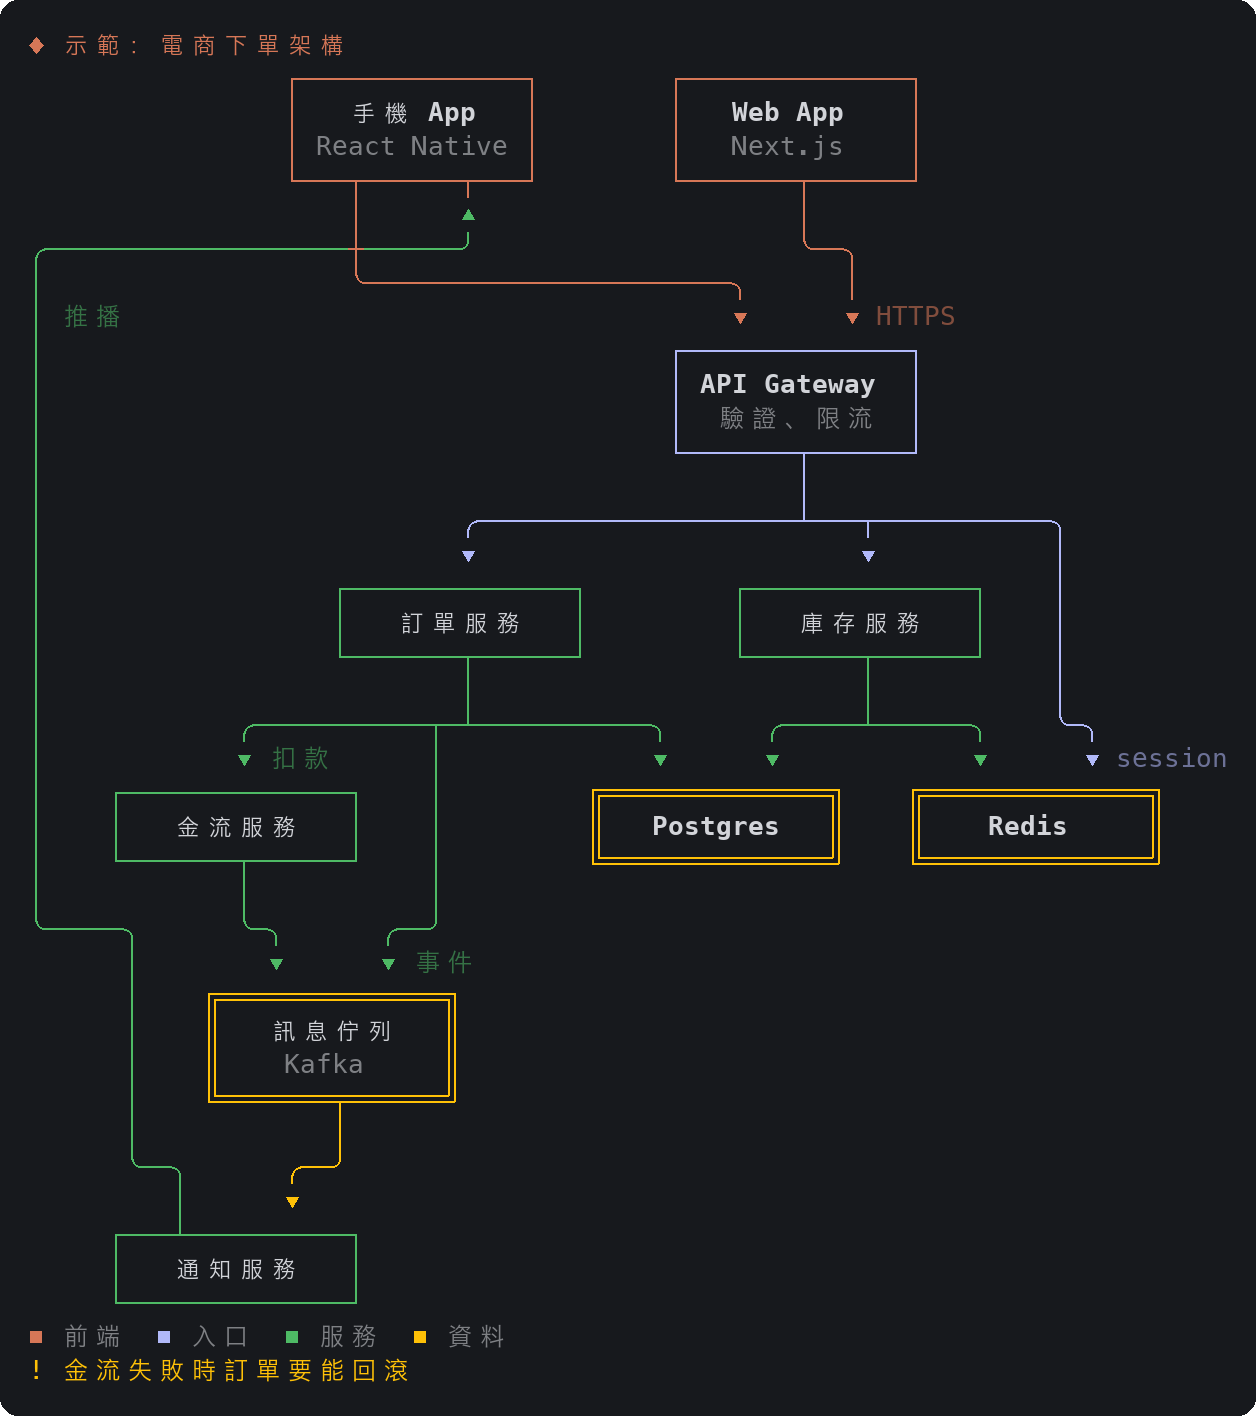 ◆ 示範: 電商下單架構
手機 App
React Native
Web App
Next.js
推播
HTTPS
API Gateway
驗證、限流
訂單服務
庫存服務
扣款
session
金流服務
Postgres
Redis
事件
訊息佇列
Kafka
通知服務
■ 前端 ■ 入口 ■ 服務 ■ 資料
! 金流失敗時訂單要能回滾